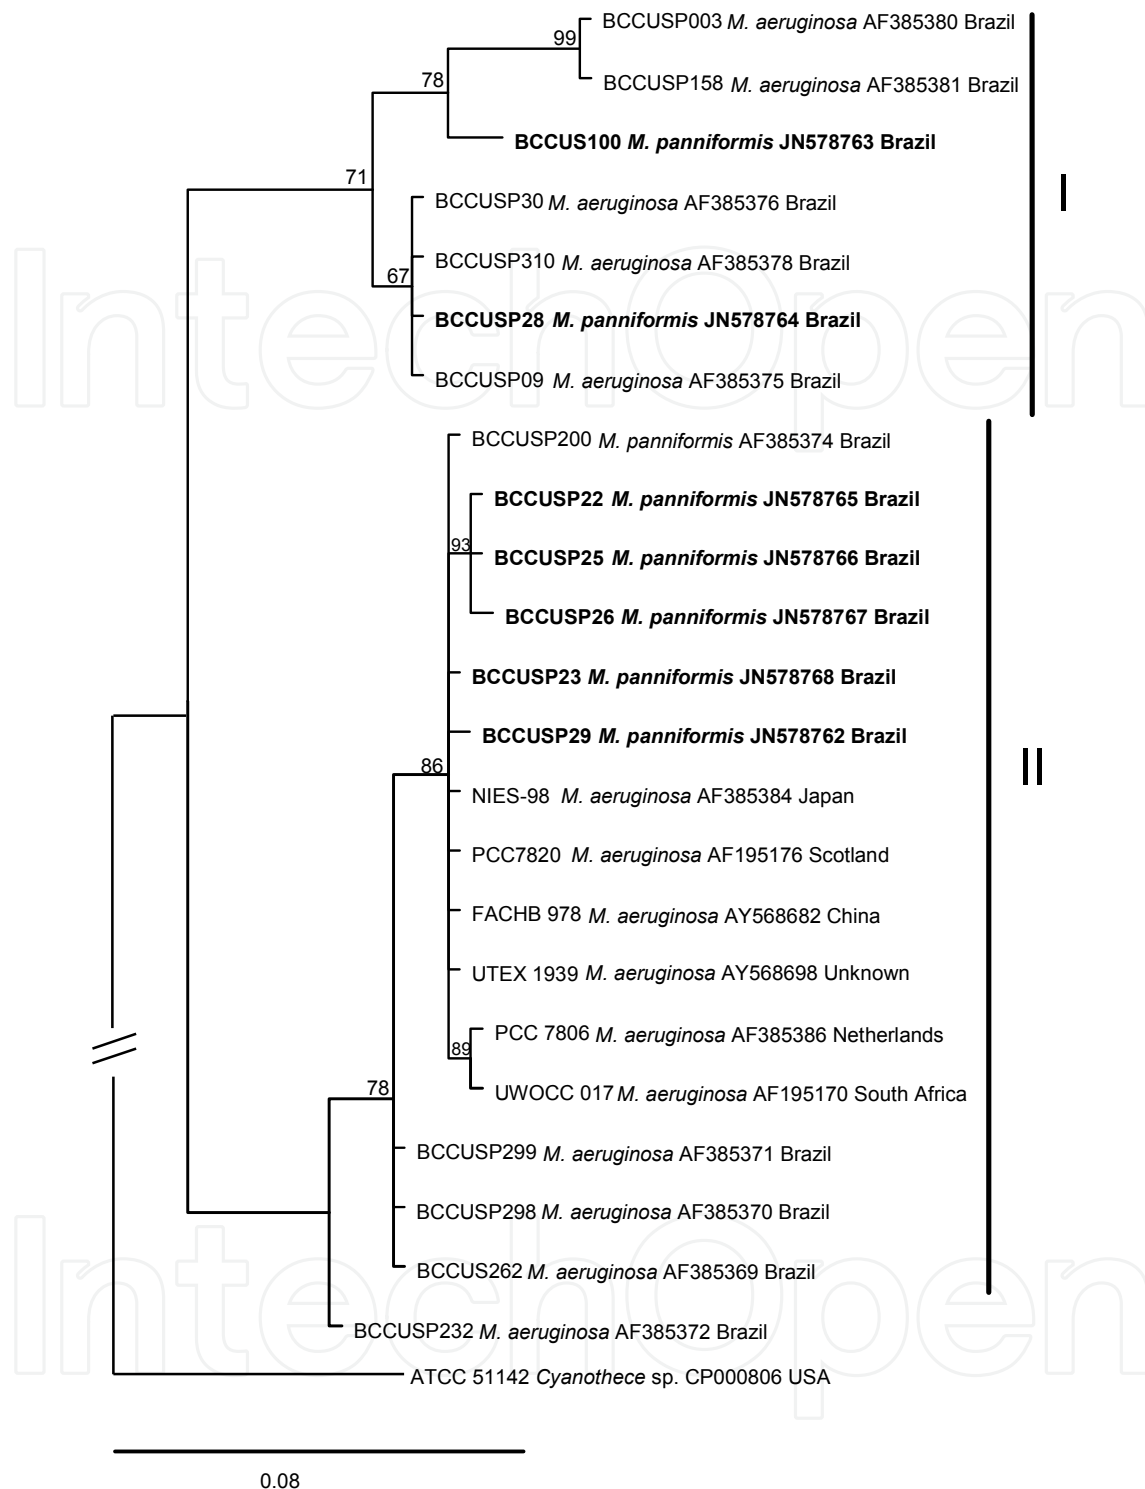 BCCUSP003 M. aeruginosa AF385380 Brazil
99
BCCUSP158 M. aeruginosa AF385381 Brazil
78
BCCUS100 M. panniformis JN578763 Brazil
71
I
BCCUSP30 M. aeruginosa AF385376 Brazil
BCCUSP310 M. aeruginosa AF385378 Brazil
67
BCCUSP28 M. panniformis JN578764 Brazil
IntechOpen
BCCUSP09 M. aeruginosa AF385375 Brazil
BCCUSP200 M. panniformis AF385374 Brazil
BCCUSP22 M. panniformis JN578765 Brazil
93
BCCUSP25 M. panniformis JN578766 Brazil
BCCUSP26 M. panniformis JN578767 Brazil
BCCUSP23 M. panniformis JN578768 Brazil
BCCUSP29 M. panniformis JN578762 Brazil
86
II
NIES-98 M. aeruginosa AF385384 Japan
PCC7820 M. aeruginosa AF195176 Scotland
FACHB 978 M. aeruginosa AY568682 China
UTEX 1939 M. aeruginosa AY568698 Unknown
PCC 7806 M. aeruginosa AF385386 Netherlands
89
UWOCC 017 M. aeruginosa AF195170 South Africa
78
BCCUSP299 M. aeruginosa AF385371 Brazil
BCCUSP298 M. aeruginosa AF385370 Brazil
BCCUS262 M. aeruginosa AF385369 Brazil
IntechOpen
BCCUSP232 M. aeruginosa AF385372 Brazil
ATCC 51142 Cyanothece sp. CP000806 USA
0.08